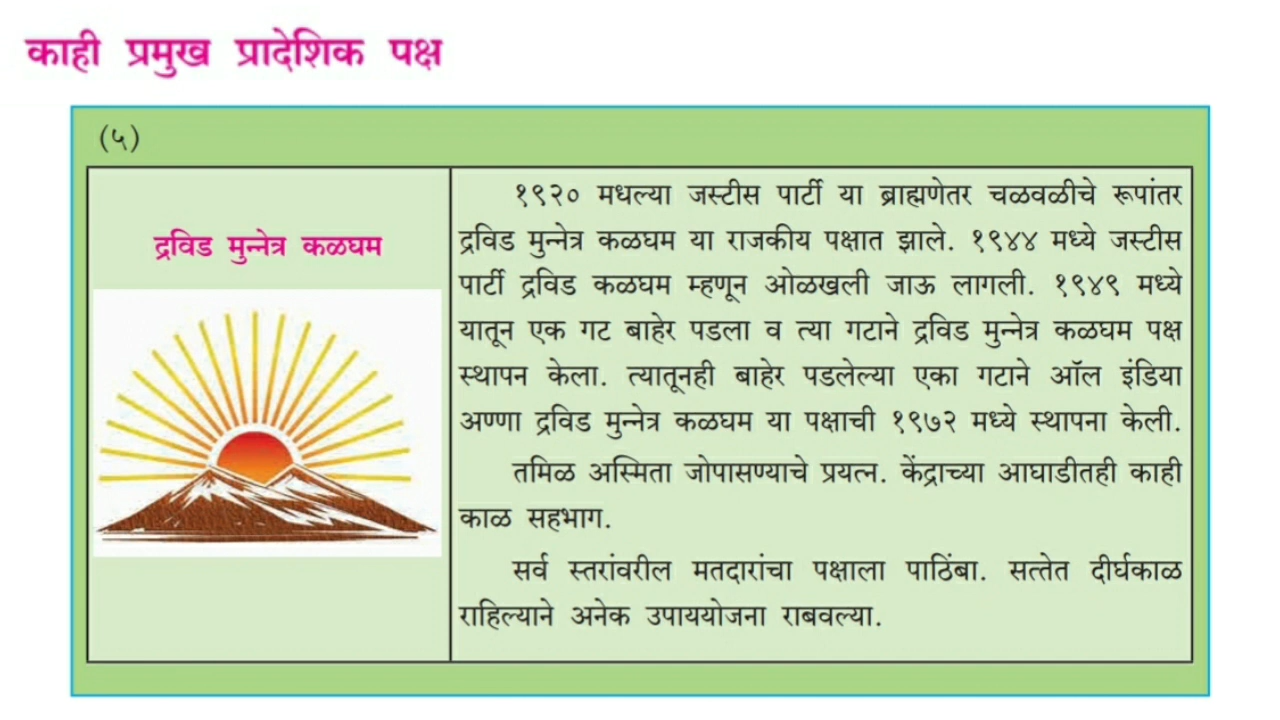 काही प्रमुख प्रादेशिक पक्ष
(५)
द्रविड मुन्नेत्र कळघम
१९२० मधल्या जस्टीस पार्टी या ब्राह्मणेतर चळवळीचे रूपांतर
द्रविड मुन्नेत्र कळघम या राजकीय पक्षात झाले. १९४४ मध्ये जस्टीस
पार्टी द्रविड कळघम म्हणून ओळखली जाऊ लागली. १९४९ मध्ये
यातून एक गट बाहेर पडला व त्या गटाने द्रविड मुन्नेत्र कळघम पक्ष
स्थापन केला. त्यातूनही बाहेर पडलेल्या एका गटाने ऑल इंडिया
अण्णा द्रविड मुन्नेत्र कळघम या पक्षाची १९७२ मध्ये स्थापना केली.
तमिळ अस्मिता जोपासण्याचे प्रयत्न. केंद्राच्या आघाडीतही काही
काळ सहभाग.
सर्व स्तरांवरील मतदारांचा पक्षाला पाठिंबा. सत्तेत दीर्घकाळ
राहिल्याने अनेक उपाययोजना राबवल्या.